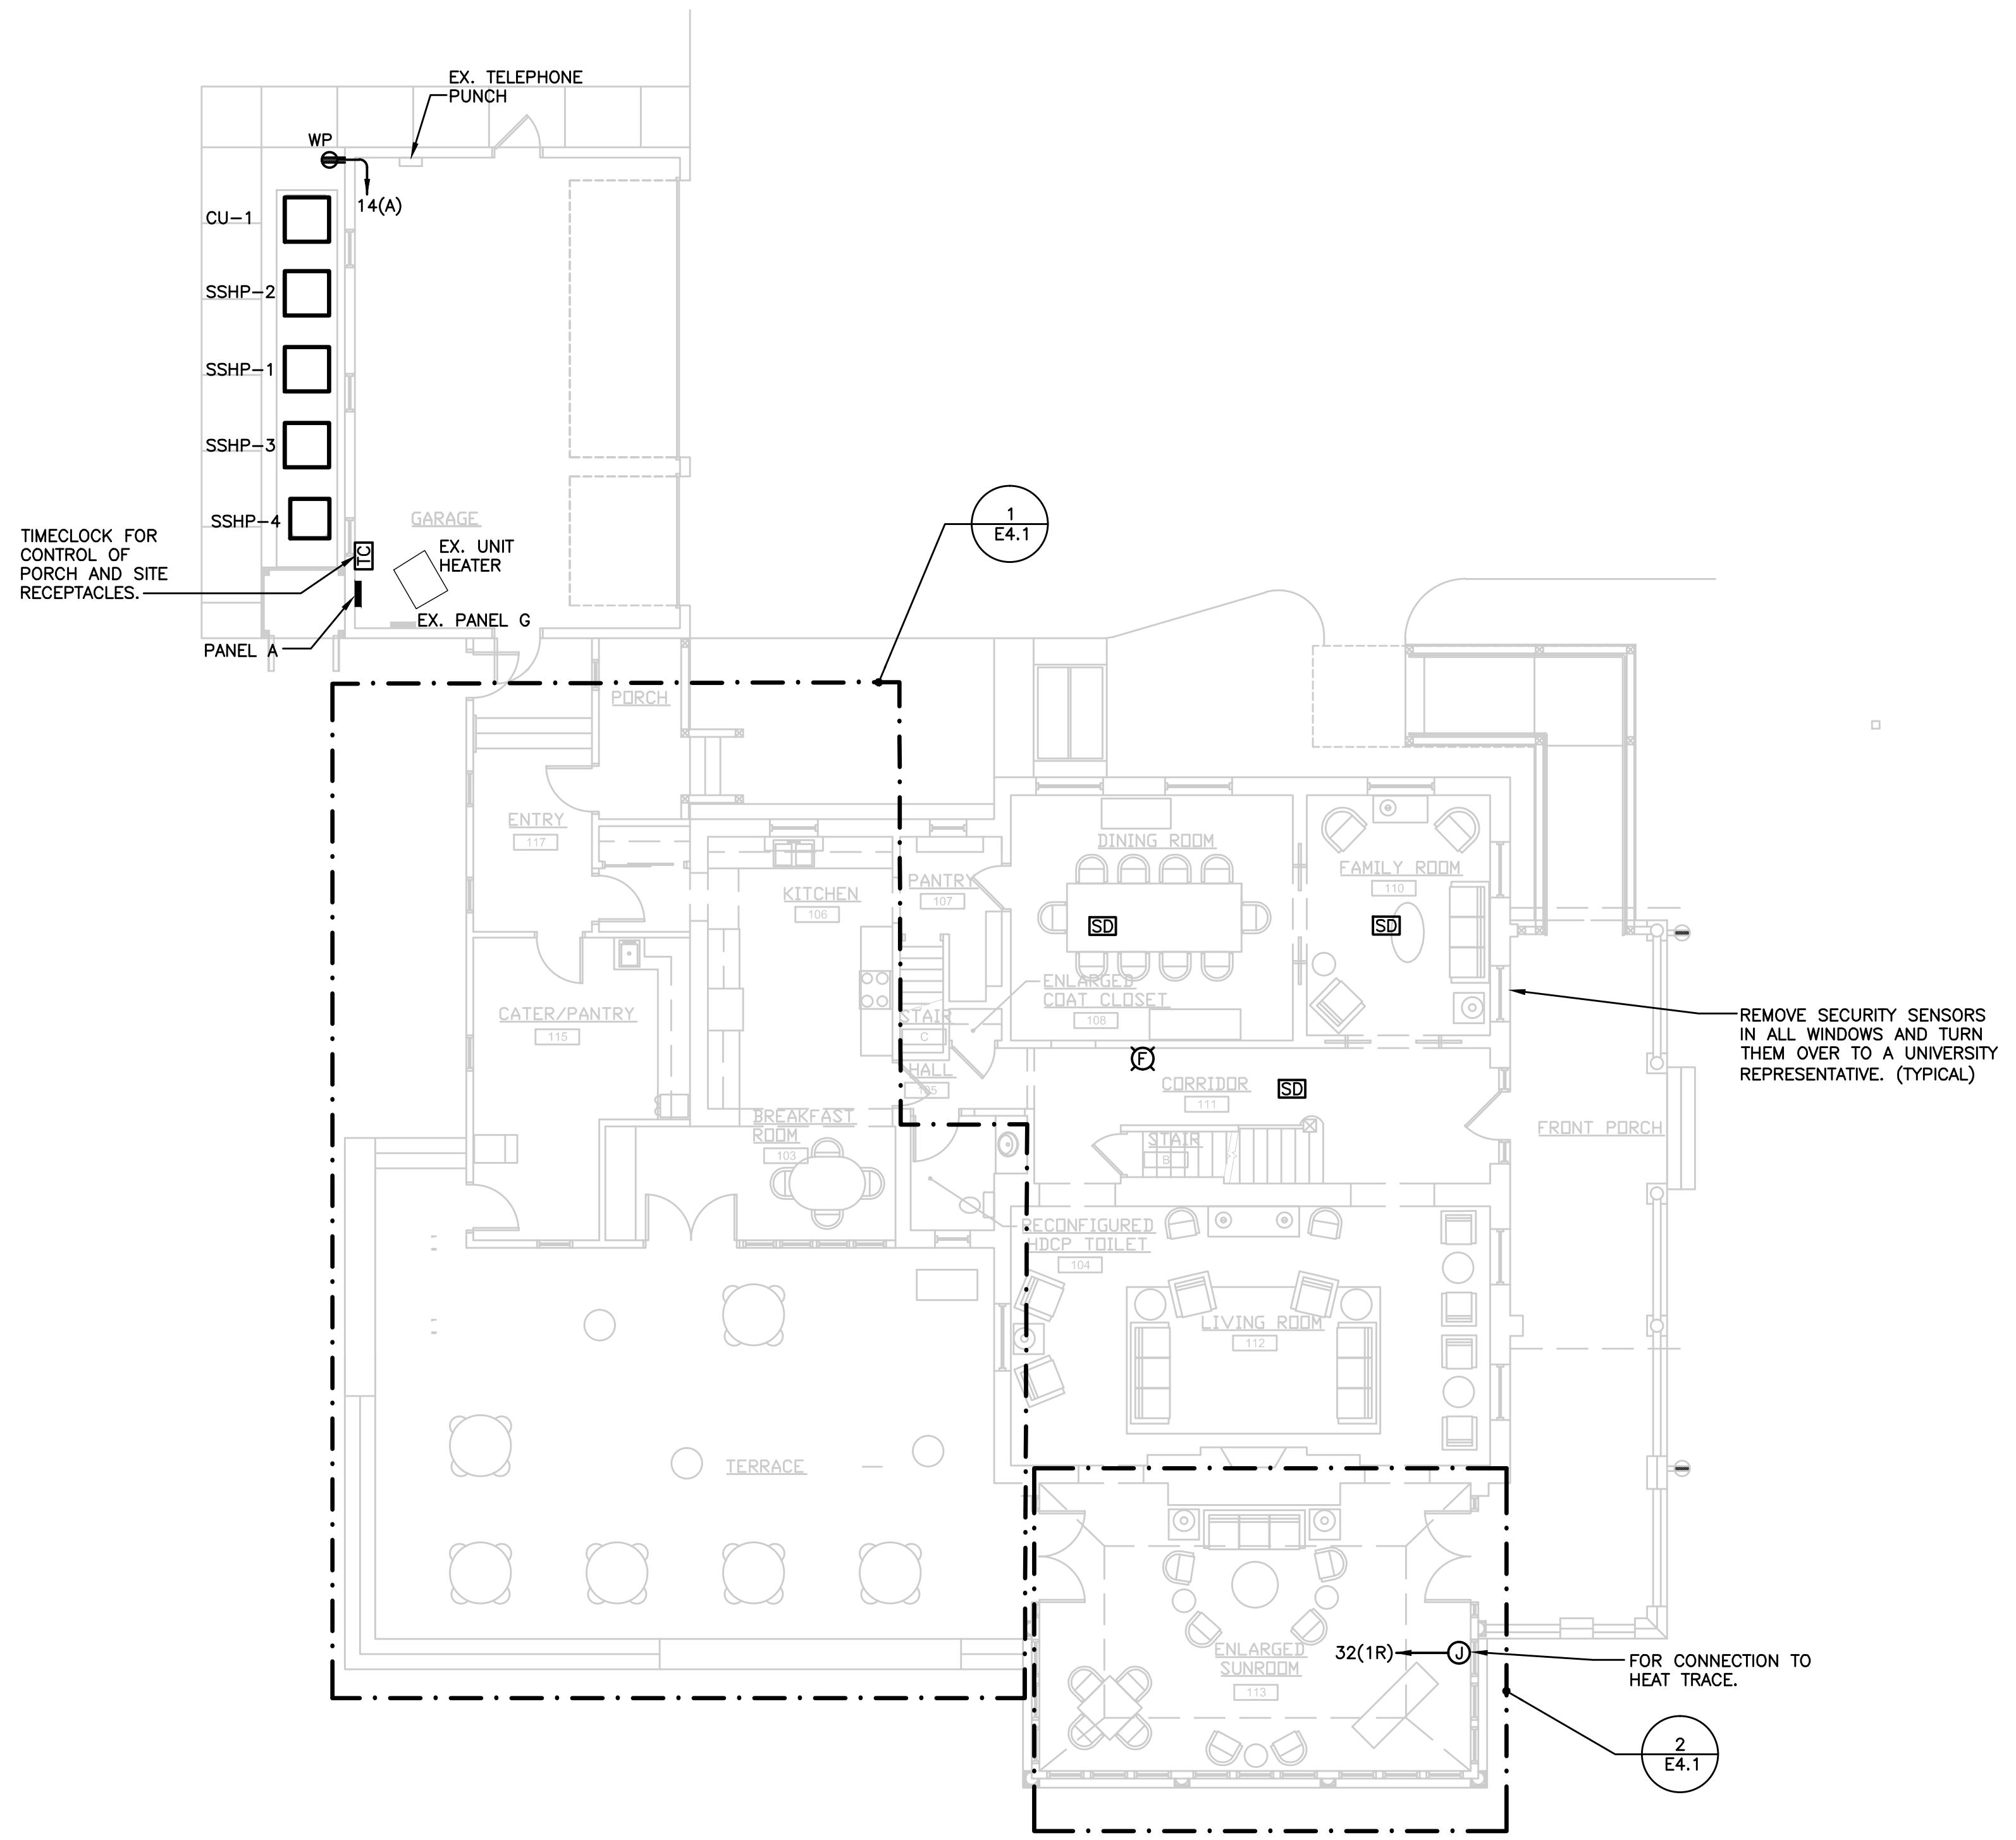 EX. TELEPHONE
PUNCH
WP
14(A)
CU-1
SSHP-2
SSHP-1
SSHP-3
SSHP-4
GARAGE
TIMECLOCK FOR
CONTROL OF
PORCH AND SITE
RECEPTACLES.
TC
EX. UNIT
HEATER
EX. PANEL G
PANEL A
1
E4.1
PORCH
ENTRY
117
KITCHEN
106
PANTRY
107
DINING ROOM
SD
FAMILY ROOM
110
SD
ENLARGED
COAT CLOSET
108
CATER/PANTRY
115
STAIR
C
HALL
105
REMOVE SECURITY SENSORS
IN ALL WINDOWS AND TURN
THEM OVER TO A UNIVERSITY
REPRESENTATIVE. (TYPICAL)
F
CORRIDOR
111
SD
BREAKFAST
ROOM
103
STAIR
B
FRONT PORCH
RECONFIGURED
HDCP TOILET
104
LIVING ROOM
112
TERRACE
ENLARGED
SUNROOM
113
32(1R)
J
FOR CONNECTION TO
HEAT TRACE.
2
E4.1